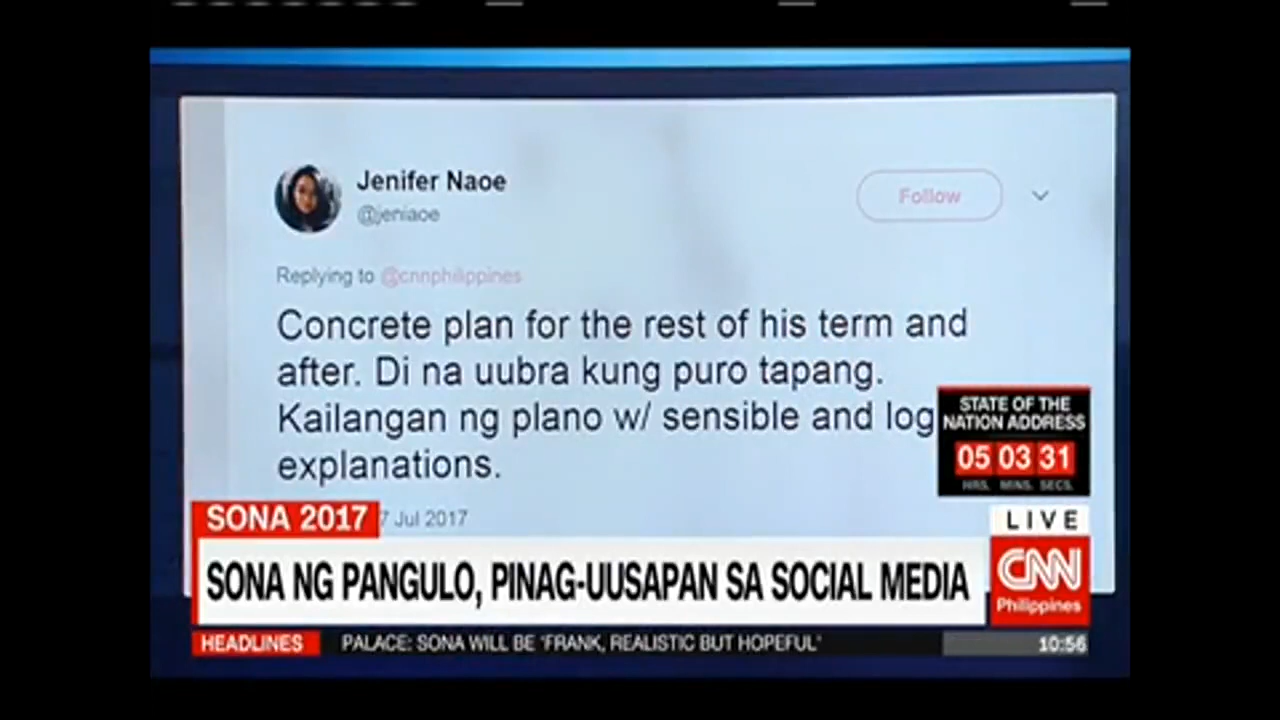 Jenifer Naoe
@jeniaoe
Follow
Replying to @cnnphilippines
Concrete plan for the rest of his term and
after. Di na uubra kung puro tapang.
Kailangan ng plano w/ sensible and log
explanations.
STATE OF THE
NATION ADDRESS
05 03 31
HRS. MINS. SECS.
SONA 2017
7 Jul 2017
LIVE
SONA NG PANGULO, PINAG-UUSAPAN SA SOCIAL MEDIA
CNN
Philippines
HEADLINES
PALACE: SONA WILL BE 'FRANK, REALISTIC BUT HOPEFUL'
10:56